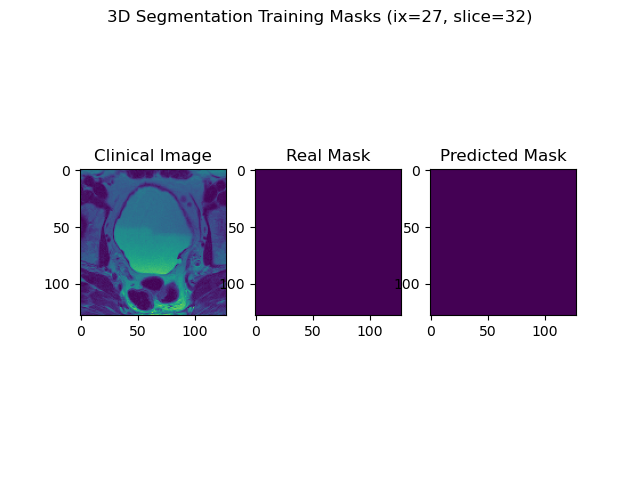 3D Segmentation Training Masks (ix=27, slice=32)
Clinical Image Real Mask Predicted Mask
0 0 0
50 50 50
100 100 100
0 50 100 0 50 100 0 50 100